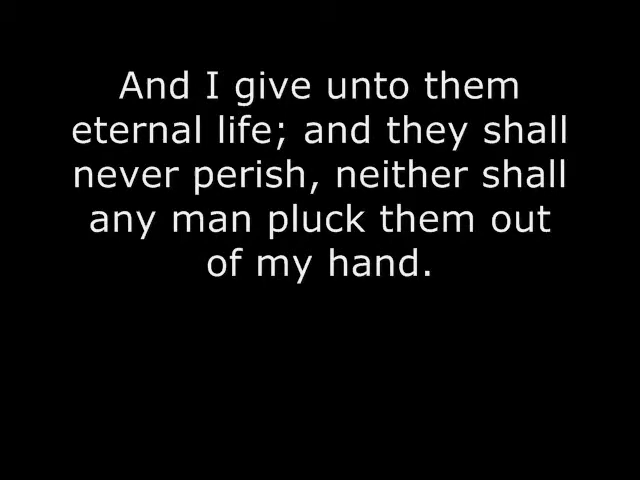 And I give unto them
eternal life; and they shall
never perish, neither shall
any man pluck them out
of my hand.